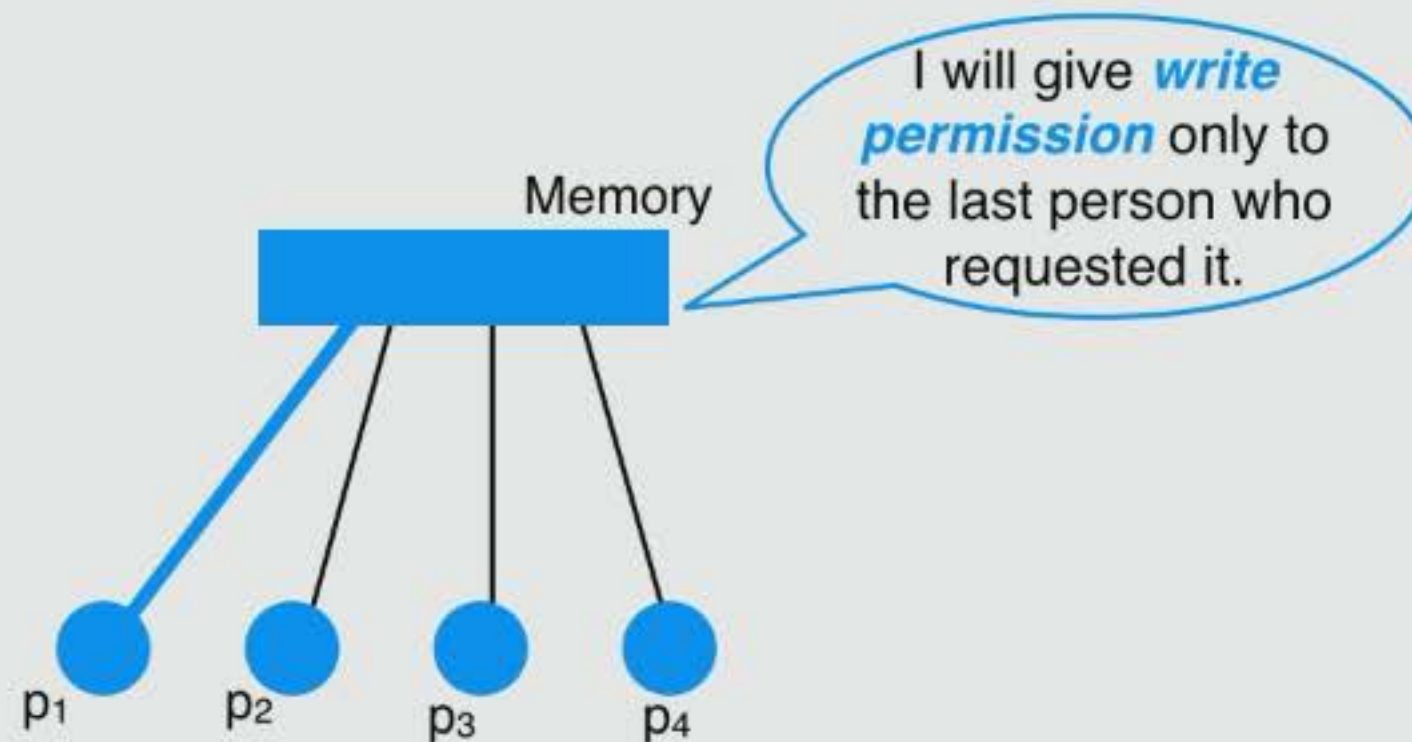 I will give write
permission only to
the last person who
requested it.
Memory
p1
p2
p3
p4